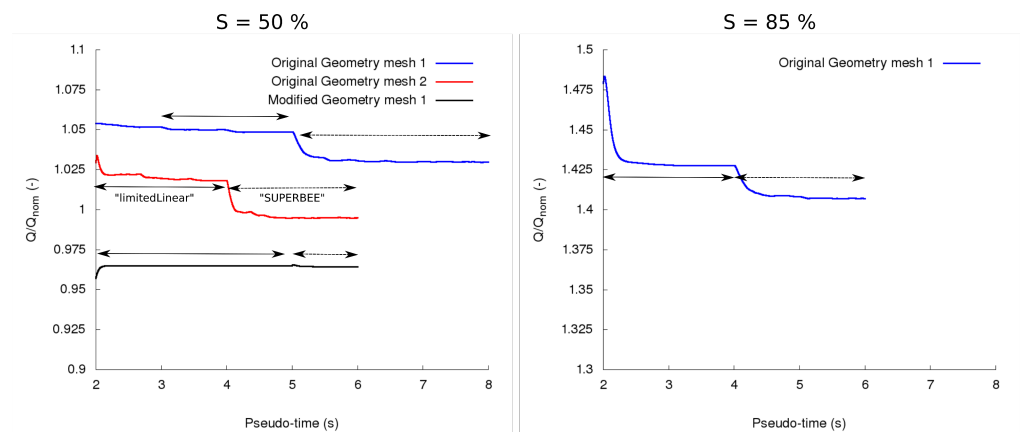 S = 50 %
S = 85 %
1.1
1.075
1.05
1.025
1
0.975
0.95
0.925
0.9
Q/Qnom (-)
Original Geometry mesh 1
Original Geometry mesh 2
Modified Geometry mesh 1
"limitedLinear"
"SUPERBEE"
2 3 4 5 6 7 8
Pseudo-time (s)
1.5
1.475
1.45
1.425
1.4
1.375
1.35
1.325
1.3
Q/Qnom (-)
Original Geometry mesh 1
2 3 4 5 6 7 8
Pseudo-time (s)